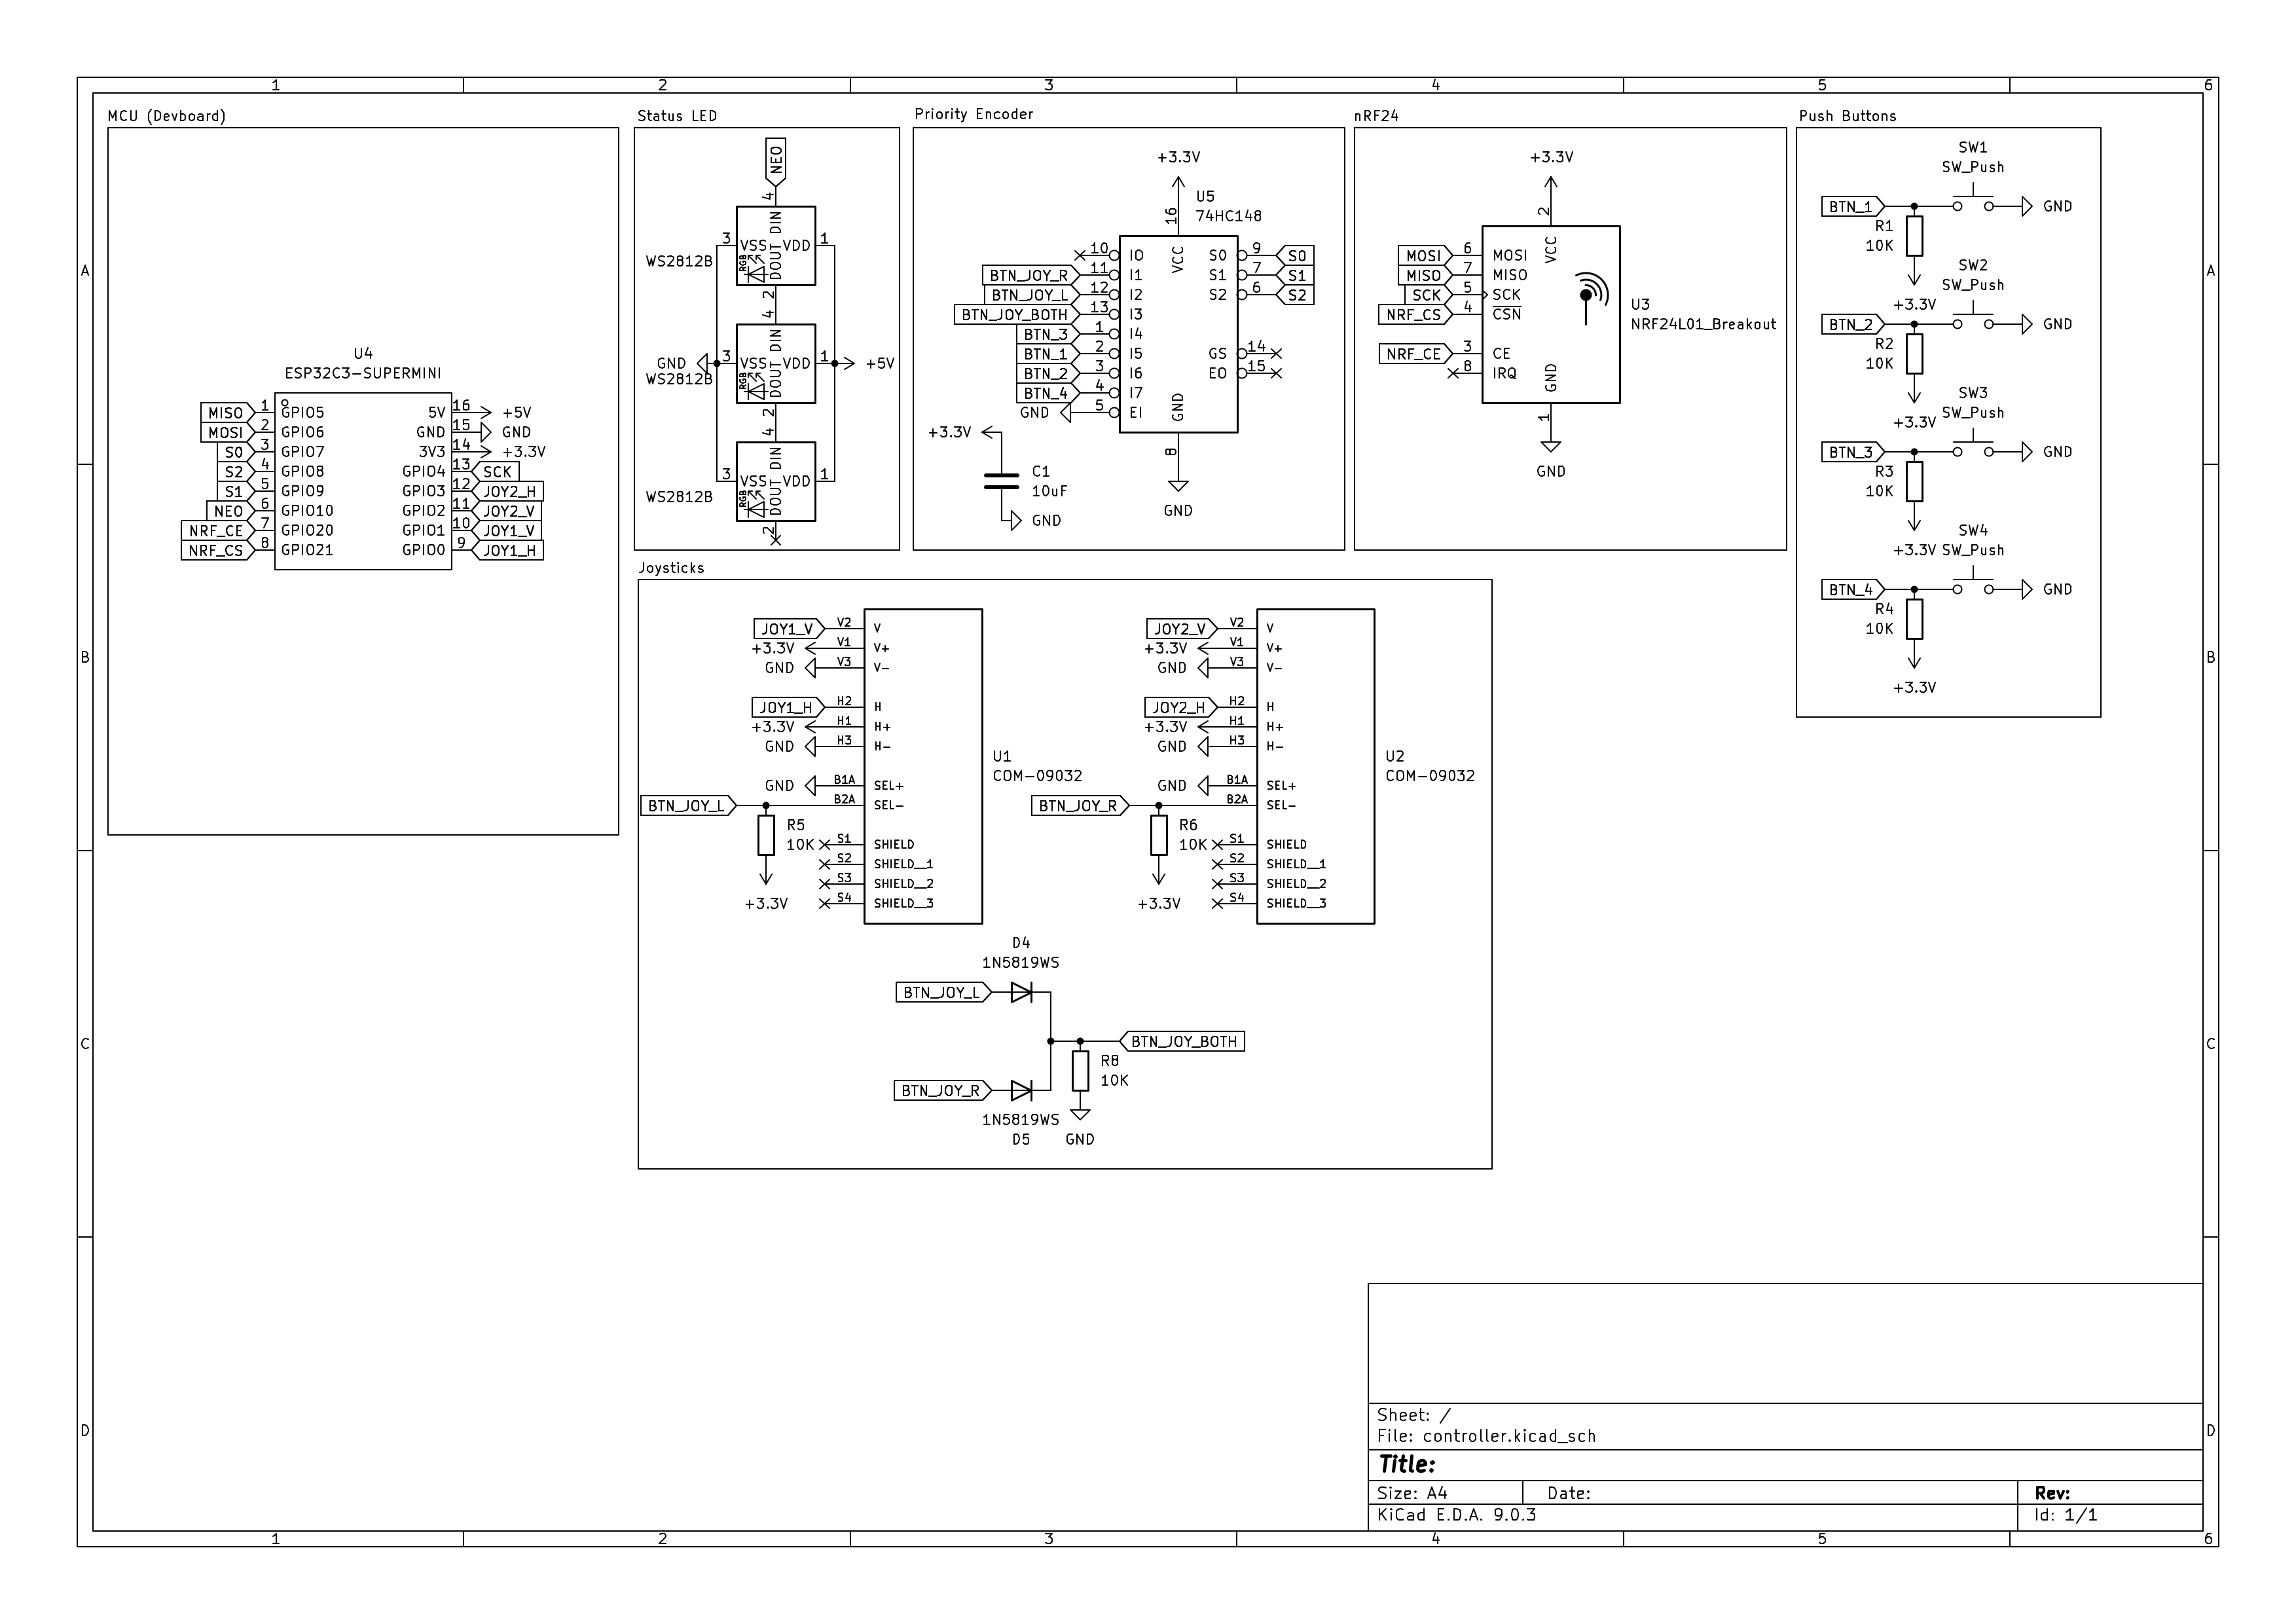 1 2 3 4 5 6
MCU (Devboard)
U4
ESP32C3-SUPERMINI
MISO 1 GPIO5 5V 16 +5V
MOSI 2 GPIO6 GND 15 GND
S0 3 GPIO7 3V3 14 +3.3V
S2 4 GPIO8 GPIO4 13 SCK
S1 5 GPIO9 GPIO3 12 JOY2_H
NEO 6 GPIO10 GPIO2 11 JOY2_V
NRF_CE 7 GPIO20 GPIO1 10 JOY1_V
NRF_CS 8 GPIO21 GPIO0 9 JOY1_H
Status LED
NEO
4
DIN
3 VSS VDD 1
WS2812B
RGB
DOUT
2
4
DIN
GND 3 VSS VDD 1 +5V
WS2812B
RGB
DOUT
2
4
DIN
3 VSS VDD 1
WS2812B
RGB
DOUT
2
Priority Encoder
+3.3V
U5
74HC148
16
VCC
10 I0 S0 9 S0
BTN_JOY_R 11 I1 S1 7 S1
BTN_JOY_L 12 I2 S2 6 S2
BTN_JOY_BOTH 13 I3
BTN_3 1 I4
BTN_1 2 I5 GS 14
BTN_2 3 I6 EO 15
BTN_4 4 I7
GND 5 EI
GND
8
GND
+3.3V
C1
10uF
GND
nRF24
+3.3V
2
VCC
MOSI 6 MOSI
MISO 7 MISO
SCK 5 SCK
NRF_CS 4 CSN
NRF_CE 3 CE
8 IRQ
U3
NRF24L01_Breakout
GND
1
GND
Push Buttons
SW1
SW_Push
BTN_1 GND
R1
10K
+3.3V
SW2
SW_Push
BTN_2 GND
R2
10K
+3.3V
SW3
SW_Push
BTN_3 GND
R3
10K
+3.3V
SW4
SW_Push
BTN_4 GND
R4
10K
+3.3V
Joysticks
JOY1_V V2 V
+3.3V V1 V+
GND V3 V-
JOY1_H H2 H
+3.3V H1 H+
GND H3 H-
U1
COM-09032
GND B1A SEL+
BTN_JOY_L B2A SEL-
R5
10K
+3.3V
S1 SHIELD
S2 SHIELD__1
S3 SHIELD__2
S4 SHIELD__3
JOY2_V V2 V
+3.3V V1 V+
GND V3 V-
JOY2_H H2 H
+3.3V H1 H+
GND H3 H-
U2
COM-09032
GND B1A SEL+
BTN_JOY_R B2A SEL-
R6
10K
+3.3V
S1 SHIELD
S2 SHIELD__1
S3 SHIELD__2
S4 SHIELD__3
D4
1N5819WS
BTN_JOY_L
BTN_JOY_BOTH
R8
10K
BTN_JOY_R
1N5819WS
D5
GND
A A
B B
C C
D D
Sheet: /
File: controller.kicad_sch
Title:
Size: A4 Date: Rev:
KiCad E.D.A. 9.0.3 Id: 1/1
1 2 3 4 5 6